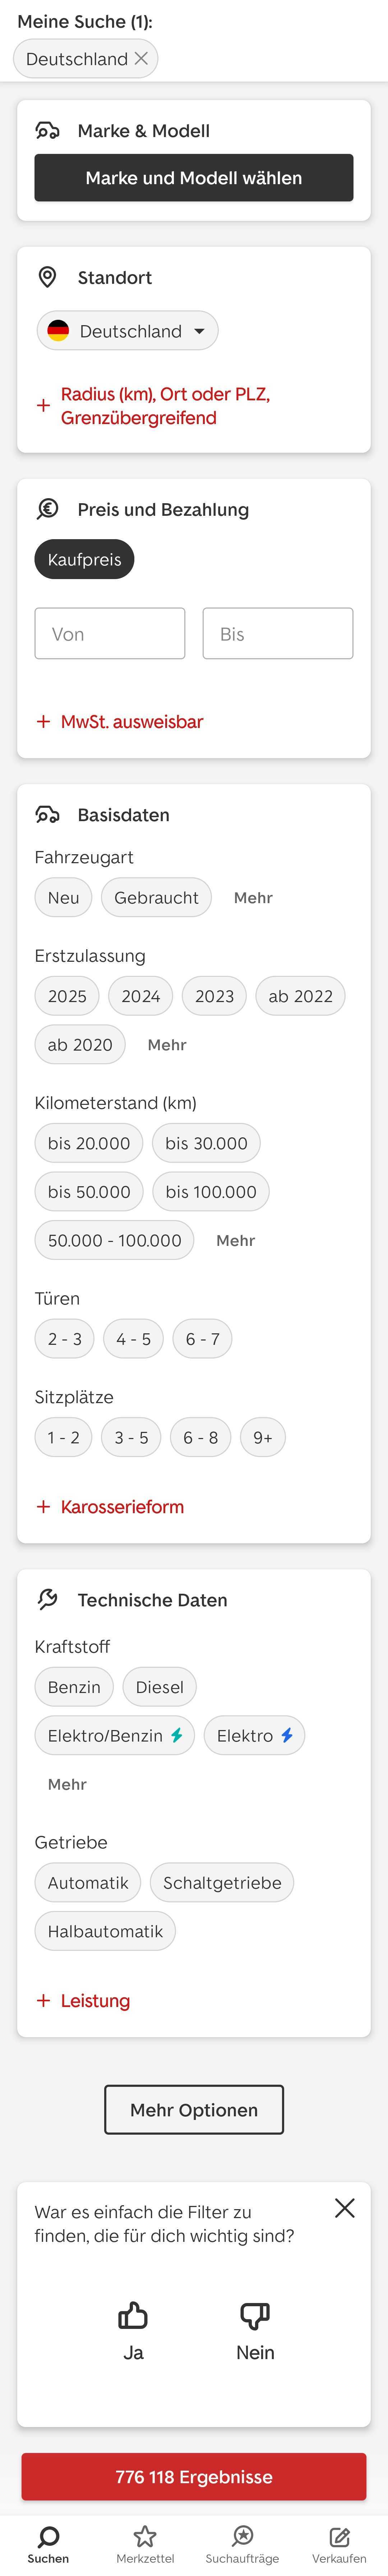 Meine Suche (1):
Deutschland
Marke & Modell
Marke und Modell wählen
Standort
Deutschland
+ Radius (km), Ort oder PLZ,
Grenzübergreifend
Preis und Bezahlung
Kaufpreis
Von Bis
+ MwSt. ausweisbar
Basisdaten
Fahrzeugart
Neu Gebraucht Mehr
Erstzulassung
2025 2024 2023 ab 2022
ab 2020 Mehr
Kilometerstand (km)
bis 20.000 bis 30.000
bis 50.000 bis 100.000
50.000 - 100.000 Mehr
Türen
2 - 3 4 - 5 6 - 7
Sitzplätze
1 - 2 3 - 5 6 - 8 9+
+ Karosserieform
Technische Daten
Kraftstoff
Benzin Diesel
Elektro/Benzin Elektro
Mehr
Getriebe
Automatik Schaltgetriebe
Halbautomatik
+ Leistung
Mehr Optionen
War es einfach die Filter zu
finden, die für dich wichtig sind?
Ja Nein
776 118 Ergebnisse
Suchen Merkzettel Suchaufträge Verkaufen